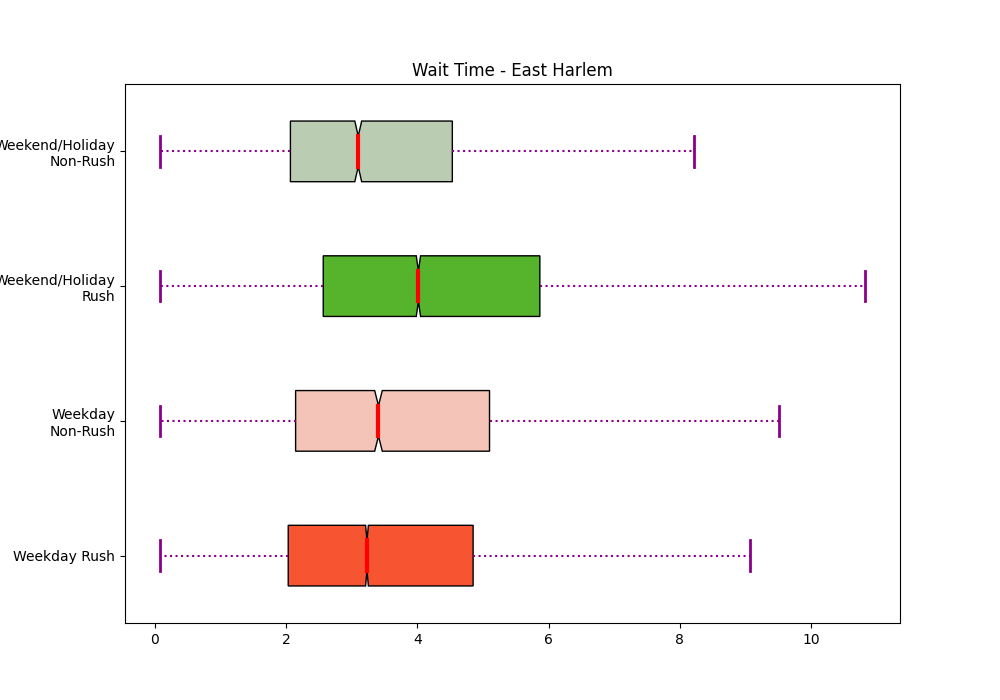 Wait Time - East Harlem
Weekend/Holiday
Non-Rush
Weekend/Holiday
Rush
Weekday
Non-Rush
Weekday Rush
0 2 4 6 8 10